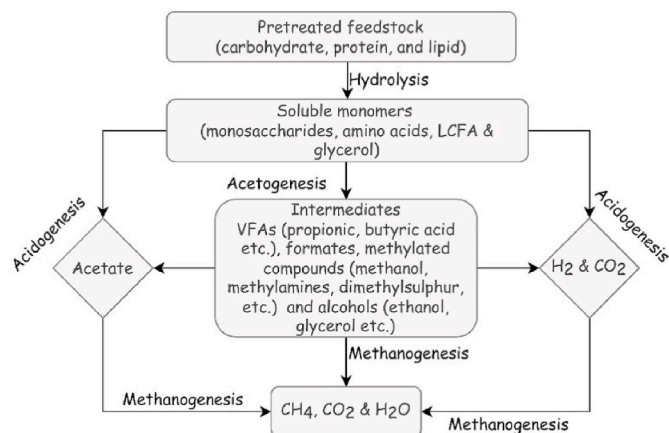 Pretreated feedstock
(carbohydrate, protein, and lipid)
Hydrolysis
Soluble monomers
(monosaccharides, amino acids, LCFA &
glycerol)
Acetogenesis
Acidogenesis
Acidogenesis
Intermediates
VFAs (propionic, butyric acid
etc.), formates, methylated
compounds (methanol,
methylamines, dimethylsulphur,
etc.) and alcohols (ethanol,
glycerol etc.)
Acetate
H2 & CO2
Methanogenesis
Methanogenesis
Methanogenesis
CH4, CO2 & H2O